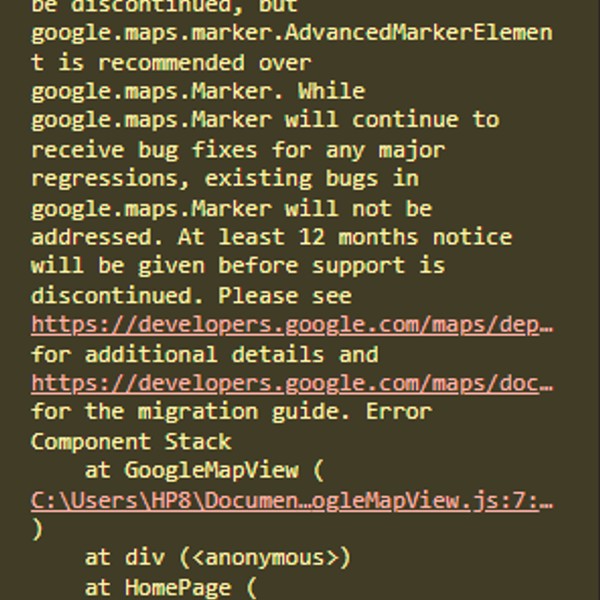 be discontinued, but
google.maps.marker.AdvancedMarkerElemen
t is recommended over
google.maps.Marker. While
google.maps.Marker will continue to
receive bug fixes for any major
regressions, existing bugs in
google.maps.Marker will not be
addressed. At least 12 months notice
will be given before support is
discontinued. Please see
https://developers.google.com/maps/dep…
for additional details and
https://developers.google.com/maps/doc…
for the migration guide. Error
Component Stack
    at GoogleMapView (
C:\Users\HP8\Documen…ogleMapView.js:7:…
)
    at div (<anonymous>)
    at HomePage (